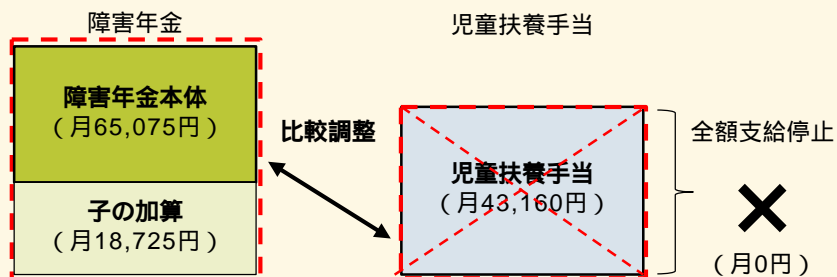 障害年金
児童扶養手当
障害年金本体
（月65,075円）
子の加算
（月18,725円）
比較調整
児童扶養手当
（月43,160円）
全額支給停止
（月0円）